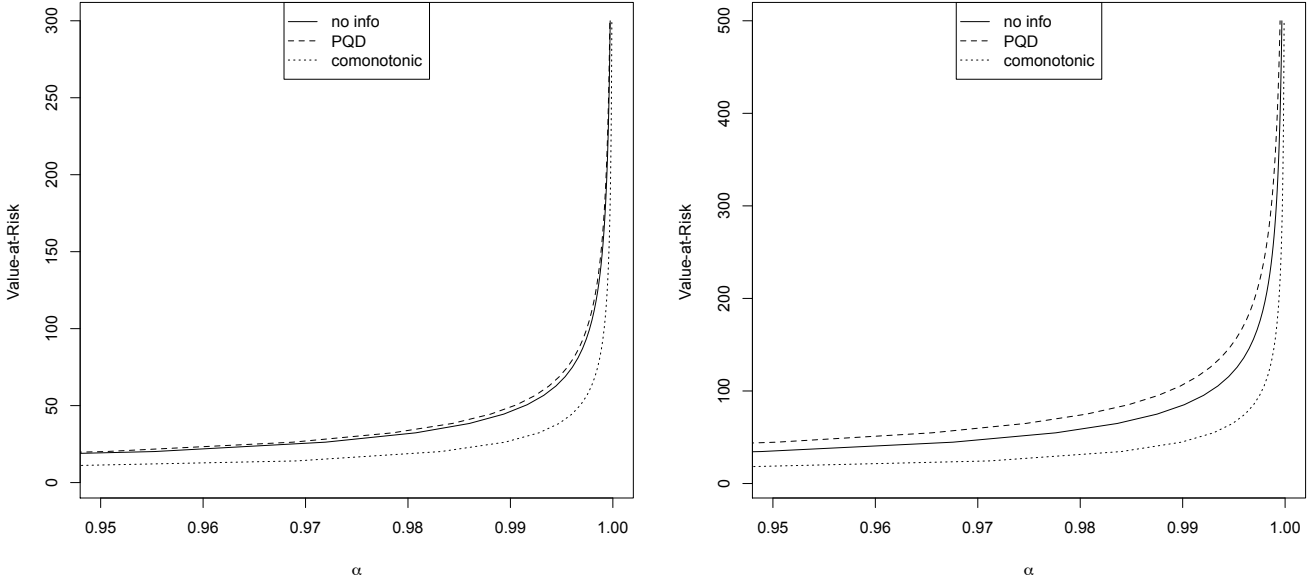 no info
PQD
comonotonic
300
250
200
150
100
50
0
Value-at-Risk
0.95 0.96 0.97 0.98 0.99 1.00
α
no info
PQD
comonotonic
500
400
300
200
100
0
Value-at-Risk
0.95 0.96 0.97 0.98 0.99 1.00
α